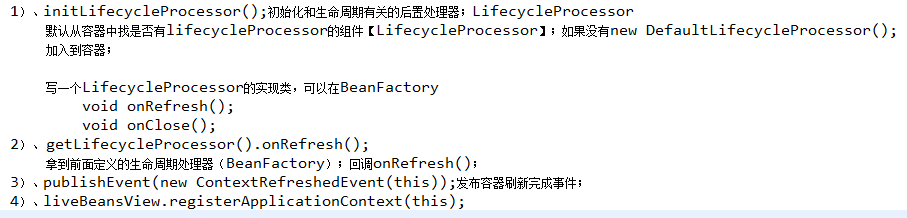 1）、initLifecycleProcessor();初始化和生命周期有关的后置处理器；LifecycleProcessor
默认从容器中找是否有lifecycleProcessor的组件【LifecycleProcessor】；如果没有new DefaultLifecycleProcessor();
加入到容器；
写一个LifecycleProcessor的实现类，可以在BeanFactory
void onRefresh();
void onClose();
2）、getLifecycleProcessor().onRefresh();
拿到前面定义的生命周期处理器（BeanFactory）；回调onRefresh()；
3）、publishEvent(new ContextRefreshedEvent(this));发布容器刷新完成事件；
4）、liveBeansView.registerApplicationContext(this);